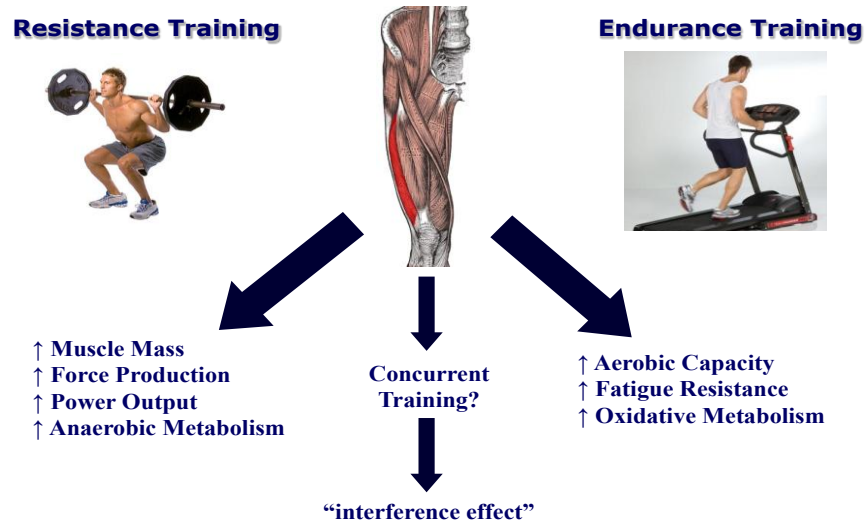 Resistance Training
Endurance Training
↑ Muscle Mass
↑ Force Production
↑ Power Output
↑ Anaerobic Metabolism
Concurrent
Training?
↑ Aerobic Capacity
↑ Fatigue Resistance
↑ Oxidative Metabolism
“interference effect”